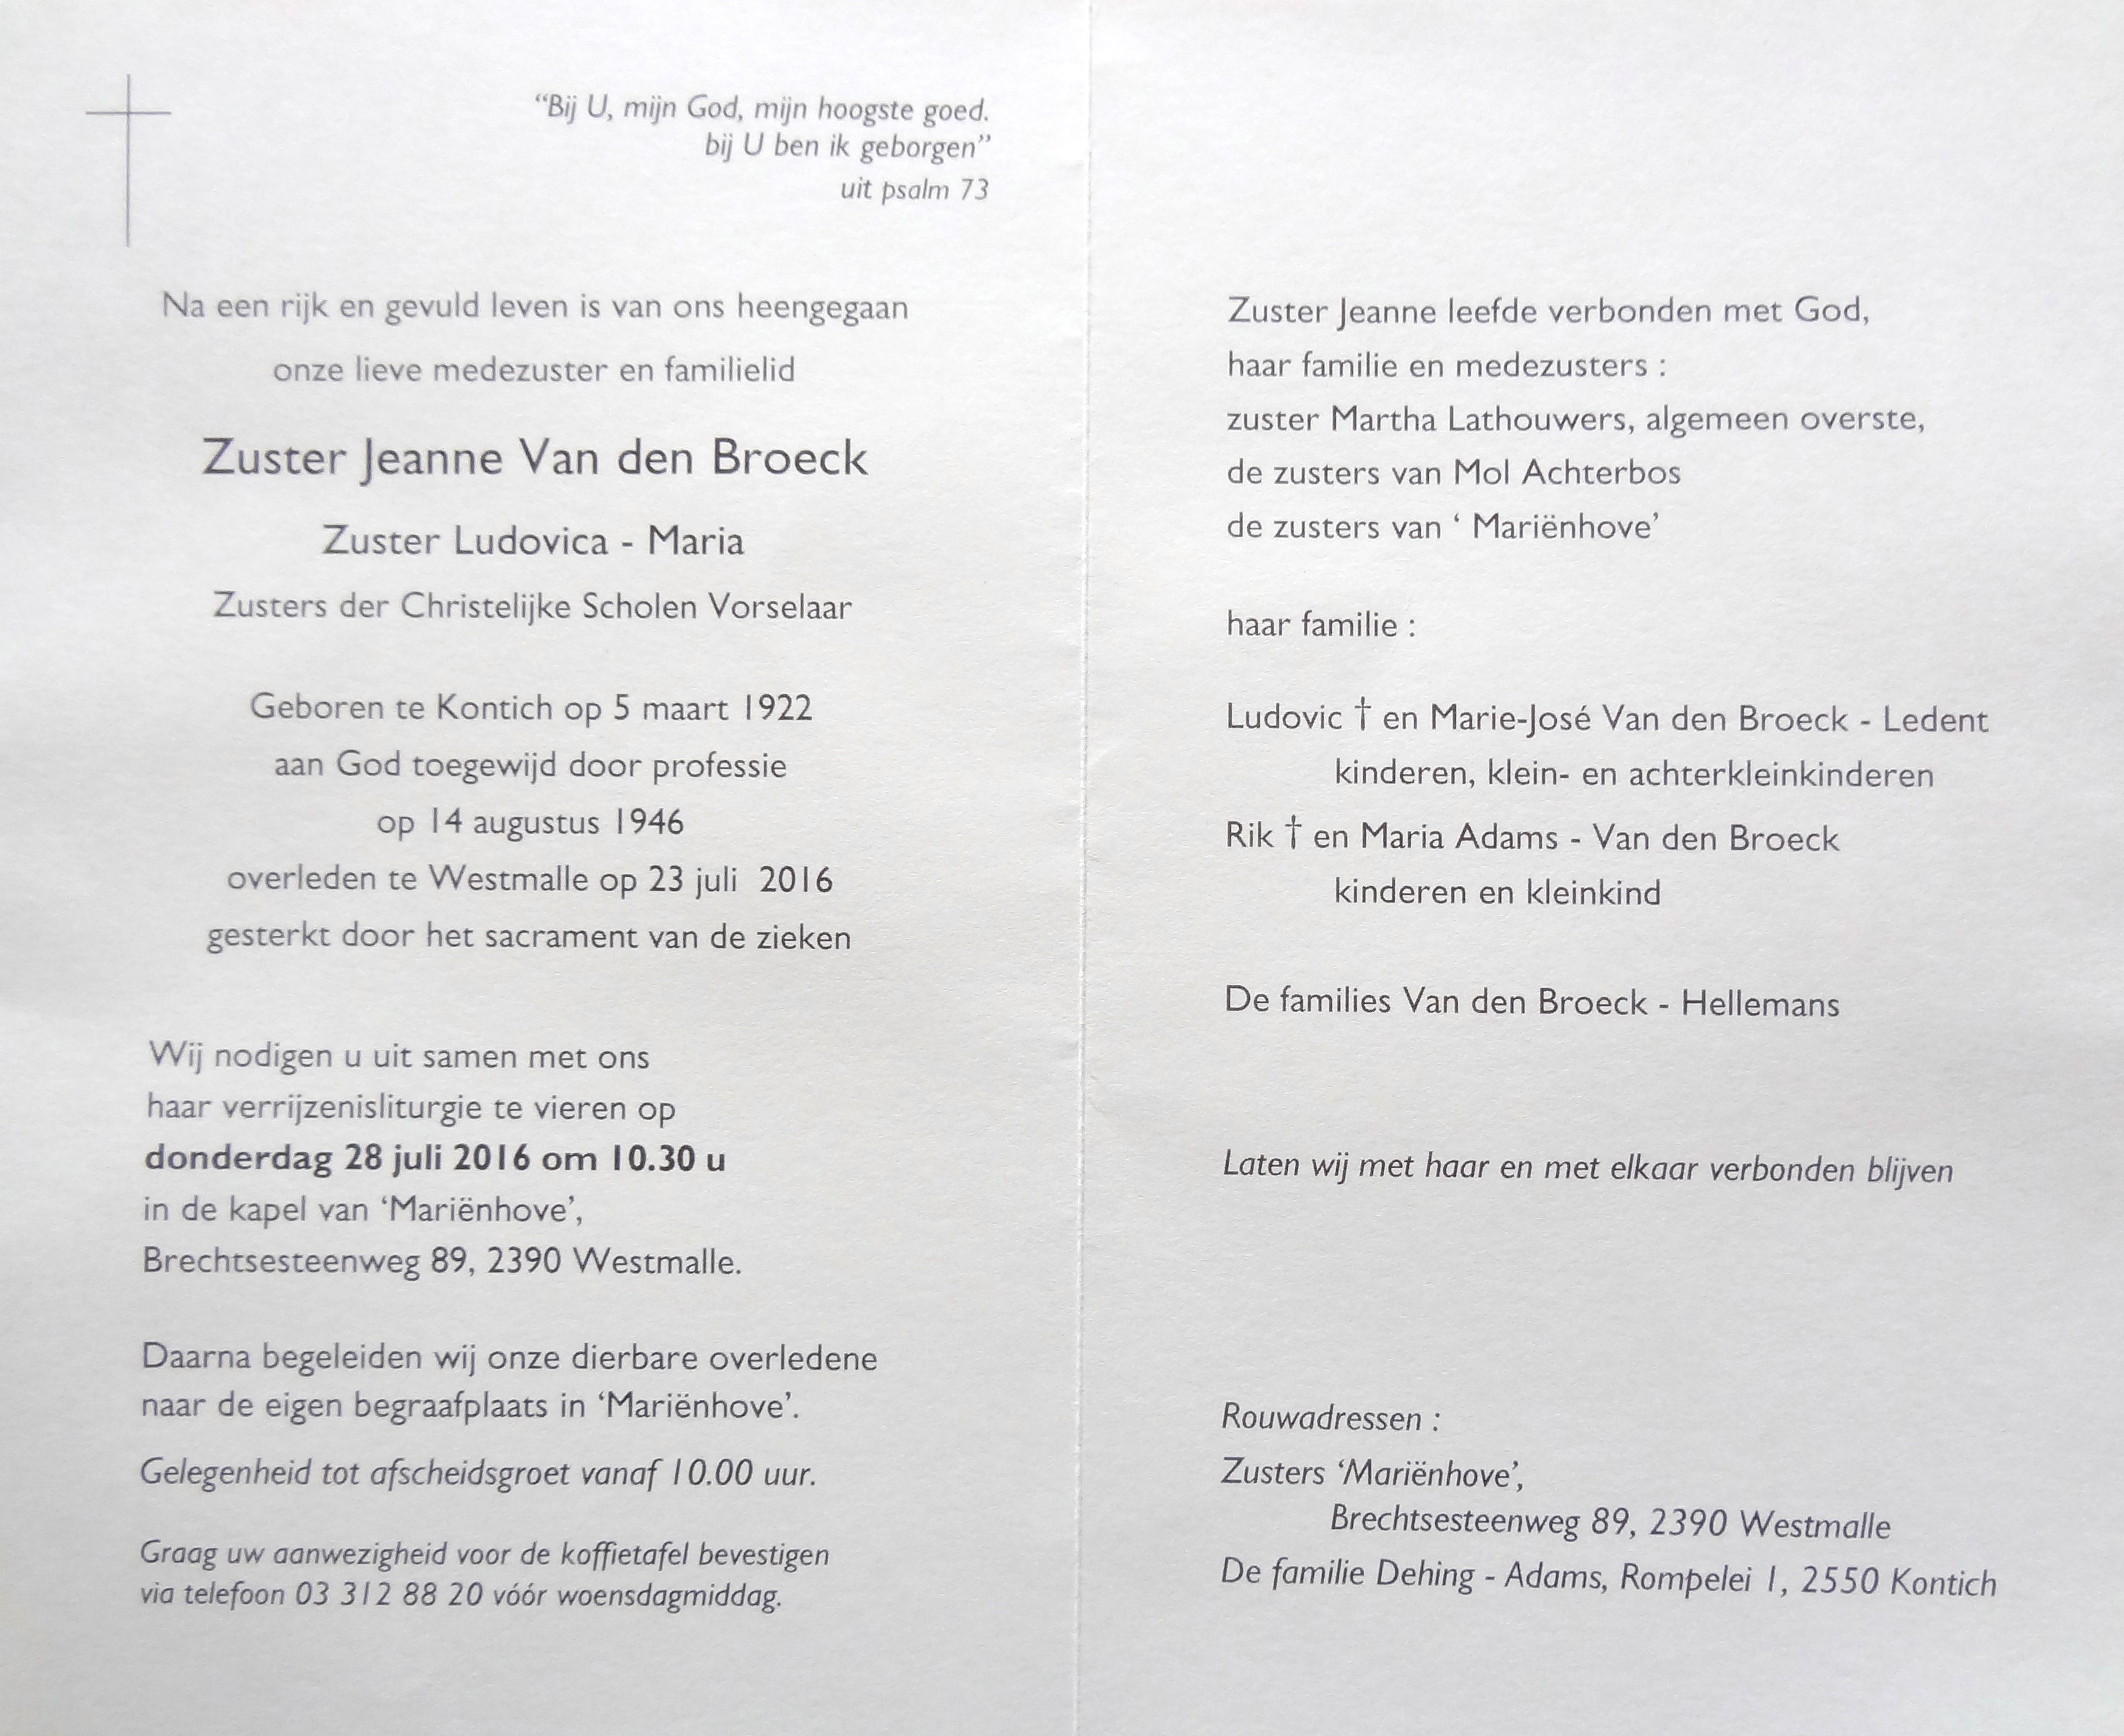 “Bij U, mijn God, mijn hoogste goed.
bij U ben ik geborgen”
uit psalm 73
Na een rijk en gevuld leven is van ons heengegaan
onze lieve medezuster en familielid
Zuster Jeanne Van den Broeck
Zuster Ludovica - Maria
Zusters der Christelijke Scholen Vorselaar
Geboren te Kontich op 5 maart 1922
aan God toegewijd door professie
op 14 augustus 1946
overleden te Westmalle op 23 juli 2016
gesterkt door het sacrament van de zieken
Wij nodigen u uit samen met ons
haar verrijzenisliturgie te vieren op
donderdag 28 juli 2016 om 10.30 u
in de kapel van ‘Mariënhove’,
Brechtsesteenweg 89, 2390 Westmalle.
Daarna begeleiden wij onze dierbare overledene
naar de eigen begraafplaats in ‘Mariënhove’.
Gelegenheid tot afscheidsgroet vanaf 10.00 uur.
Graag uw aanwezigheid voor de koffietafel bevestigen
via telefoon 03 312 88 20 vóór woensdagmiddag.
Zuster Jeanne leefde verbonden met God,
haar familie en medezusters :
zuster Martha Lathouwers, algemeen overste,
de zusters van Mol Achterbos
de zusters van ‘ Mariënhove’
haar familie :
Ludovic † en Marie-José Van den Broeck - Ledent
kinderen, klein- en achterkleinkinderen
Rik † en Maria Adams - Van den Broeck
kinderen en kleinkind
De families Van den Broeck - Hellemans
Laten wij met haar en met elkaar verbonden blijven
Rouwadressen :
Zusters ‘Mariënhove’,
Brechtsesteenweg 89, 2390 Westmalle
De familie Dehing - Adams, Rompelei 1, 2550 Kontich